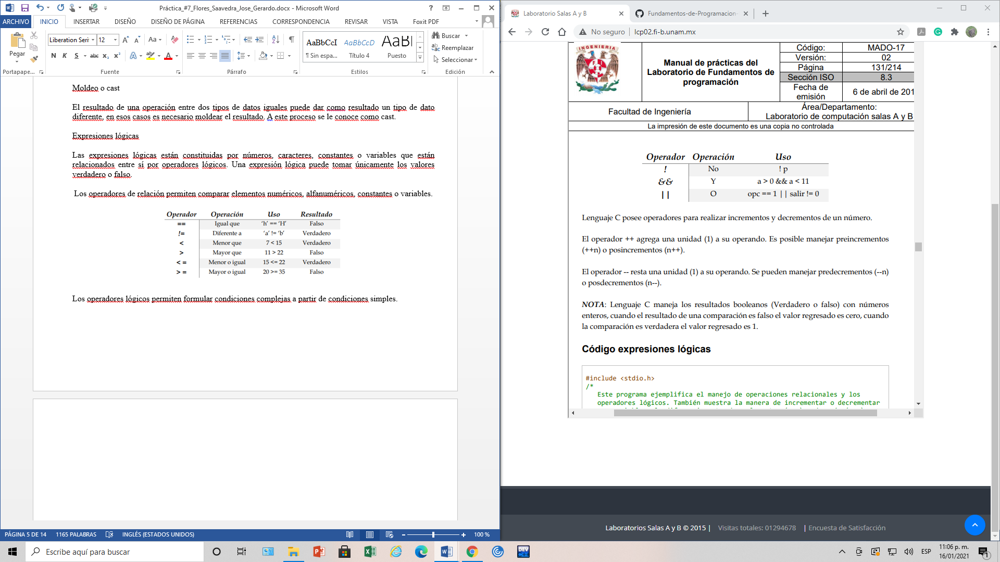 Práctica_#7_Flores_Saavedra_Jose_Gerardo.docx - Microsoft Word
ARCHIVO INICIO INSERTAR DISEÑO DISEÑO DE PÁGINA REFERENCIAS CORRESPONDENCIA REVISAR VISTA Foxit PDF
Pegar
Liberation Seri 12
N K S abc x₂ x²
AaBbCcI AaBbCcD AaBl
¶ Sin espa... Título 4 Puesto
Buscar
Reemplazar
Seleccionar
Portapape... Fuente Párrafo Estilos Edición
Moldeo o cast
El resultado de una operación entre dos tipos de datos iguales puede dar como resultado un tipo de dato
diferente, en esos casos es necesario moldear el resultado. A este proceso se le conoce como cast.
Expresiones lógicas
Las expresiones lógicas están constituidas por números, caracteres, constantes o variables que están
relacionados entre sí por operadores lógicos. Una expresión lógica puede tomar únicamente los valores
verdadero o falso.
Los operadores de relación permiten comparar elementos numéricos, alfanuméricos, constantes o variables.
Operador Operación Uso Resultado
== Igual que ‘h’ == ‘H’ Falso
!= Diferente a ‘a’ != ‘b’ Verdadero
< Menor que 7 < 15 Verdadero
> Mayor que 11 > 22 Falso
< = Menor o igual 15 <= 22 Verdadero
> = Mayor o igual 20 >= 35 Falso
Los operadores lógicos permiten formular condiciones complejas a partir de condiciones simples.
PÁGINA 5 DE 14 1165 PALABRAS INGLÉS (ESTADOS UNIDOS) 100 %
Laboratorio Salas A y B
Fundamentos-de-Programacion-
No seguro | lcp02.fi-b.unam.mx
INGENIERIA
Manual de prácticas del
Laboratorio de Fundamentos de
programación
Código: MADO-17
Versión: 02
Página 131/214
Sección ISO 8.3
Fecha de
emisión
6 de abril de 201
Facultad de Ingeniería
Área/Departamento:
Laboratorio de computación salas A y B
La impresión de este documento es una copia no controlada
Operador Operación Uso
! No ! p
&& Y a > 0 && a < 11
|| O opc == 1 || salir != 0
Lenguaje C posee operadores para realizar incrementos y decrementos de un número.
El operador ++ agrega una unidad (1) a su operando. Es posible manejar preincrementos
(++n) o posincrementos (n++).
El operador -- resta una unidad (1) a su operando. Se pueden manejar predecrementos (--n)
o posdecrementos (n--).
NOTA: Lenguaje C maneja los resultados booleanos (Verdadero o falso) con números
enteros, cuando el resultado de una comparación es falso el valor regresado es cero, cuando
la comparación es verdadera el valor regresado es 1.
Código expresiones lógicas
#include <stdio.h>
/*
Este programa ejemplifica el manejo de operaciones relacionales y los
operadores lógicos. También muestra la manera de incrementar o decrementar
Laboratorios Salas A y B © 2015 | Visitas totales: 01294678 | Encuesta de Satisfacción
Escribe aquí para buscar
ESP
11:06 p. m.
16/01/2021